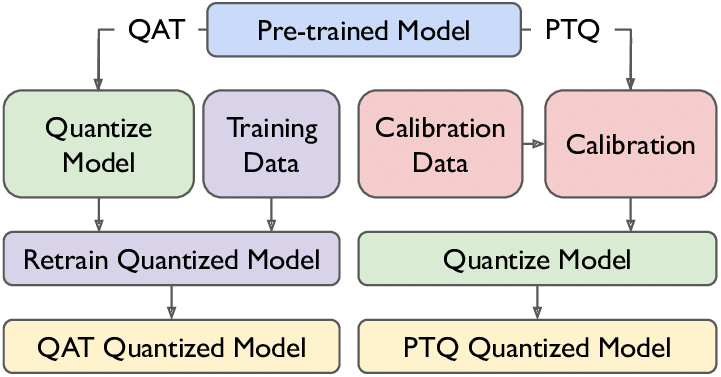 QAT
Pre-trained Model
PTQ
Quantize
Model
Training
Data
Calibration
Data
Calibration
Retrain Quantized Model
Quantize Model
QAT Quantized Model
PTQ Quantized Model